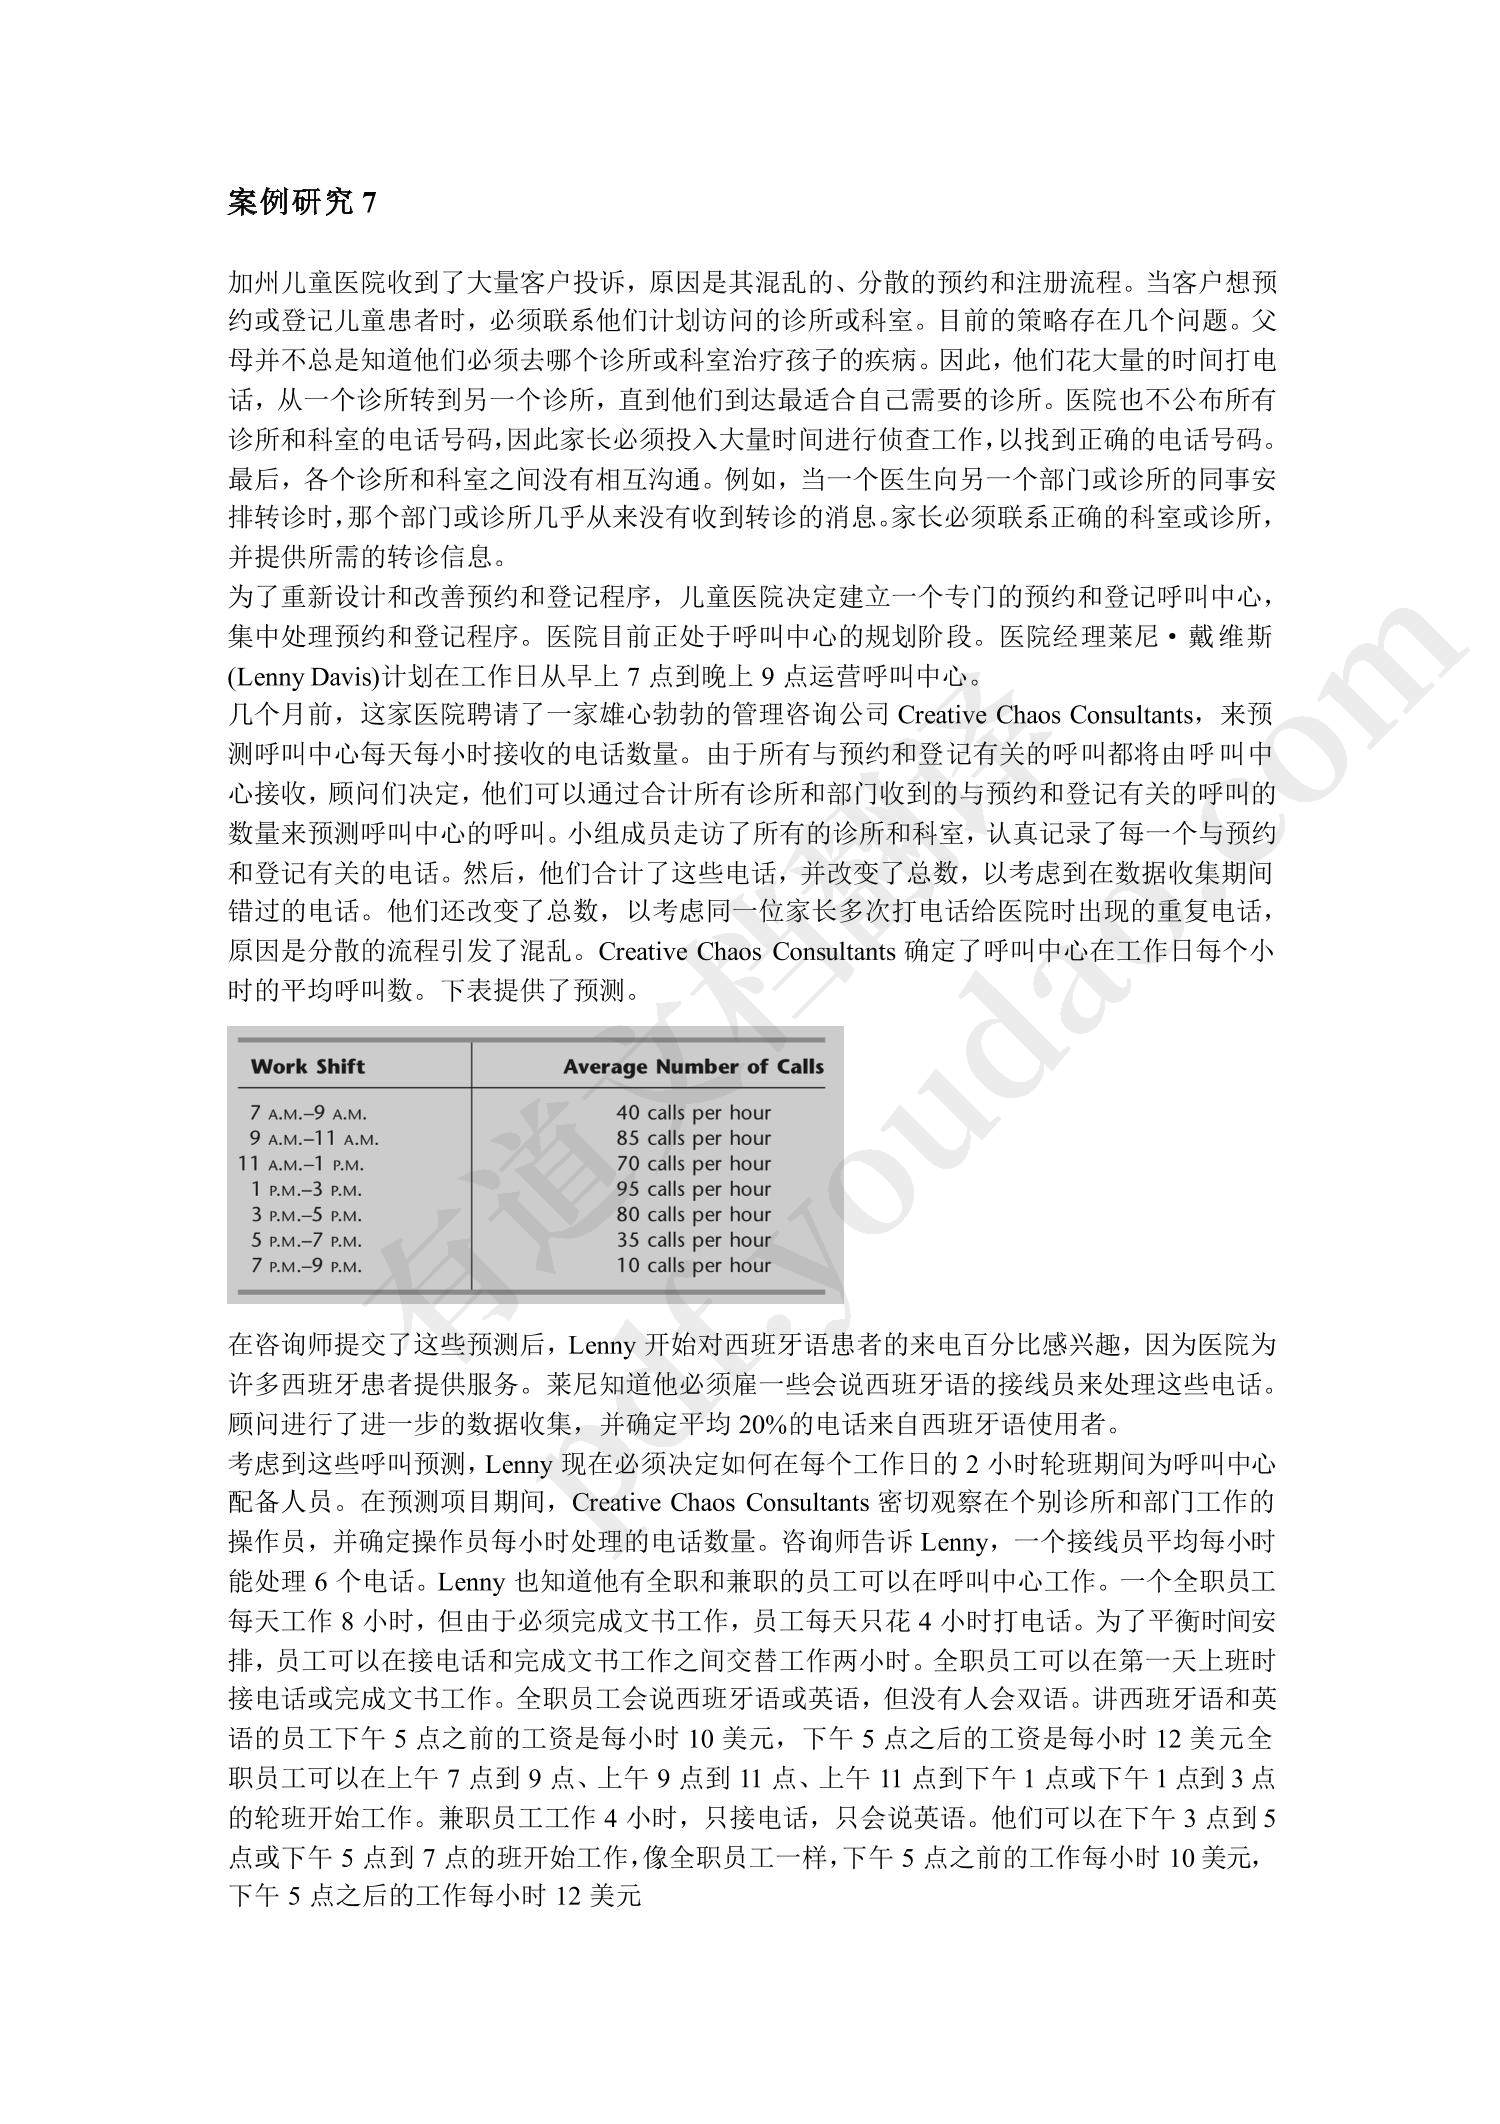 案例研究 7
加州儿童医院收到了大量客户投诉，原因是其混乱的、分散的预约和注册流程。当客户想预
约或登记儿童患者时，必须联系他们计划访问的诊所或科室。目前的策略存在几个问题。父
母并不总是知道他们必须去哪个诊所或科室治疗孩子的疾病。因此，他们花大量的时间打电
话，从一个诊所转到另一个诊所，直到他们到达最适合自己需要的诊所。医院也不公布所有
诊所和科室的电话号码，因此家长必须投入大量时间进行侦查工作，以找到正确的电话号码。
最后，各个诊所和科室之间没有相互沟通。例如，当一个医生向另一个部门或诊所的同事安
排转诊时，那个部门或诊所几乎从来没有收到转诊的消息。家长必须联系正确的科室或诊所，
并提供所需的转诊信息。
为了重新设计和改善预约和登记程序，儿童医院决定建立一个专门的预约和登记呼叫中心，
集中处理预约和登记程序。医院目前正处于呼叫中心的规划阶段。医院经理莱尼·戴维斯
(Lenny Davis)计划在工作日从早上 7 点到晚上 9 点运营呼叫中心。
几个月前，这家医院聘请了一家雄心勃勃的管理咨询公司 Creative Chaos Consultants，来预
测呼叫中心每天每小时接收的电话数量。由于所有与预约和登记有关的呼叫都将由呼叫中
心接收，顾问们决定，他们可以通过合计所有诊所和部门收到的与预约和登记有关的呼叫的
数量来预测呼叫中心的呼叫。小组成员走访了所有的诊所和科室，认真记录了每一个与预约
和登记有关的电话。然后，他们合计了这些电话，并改变了总数，以考虑到在数据收集期间
错过的电话。他们还改变了总数，以考虑同一位家长多次打电话给医院时出现的重复电话，
原因是分散的流程引发了混乱。Creative Chaos Consultants 确定了呼叫中心在工作日每个小
时的平均呼叫数。下表提供了预测。
Work Shift Average Number of Calls
7 A.M.–9 A.M. 40 calls per hour
9 A.M.–11 A.M. 85 calls per hour
11 A.M.–1 P.M. 70 calls per hour
1 P.M.–3 P.M. 95 calls per hour
3 P.M.–5 P.M. 80 calls per hour
5 P.M.–7 P.M. 35 calls per hour
7 P.M.–9 P.M. 10 calls per hour
在咨询师提交了这些预测后，Lenny 开始对西班牙语患者的来电百分比感兴趣，因为医院为
许多西班牙患者提供服务。莱尼知道他必须雇一些会说西班牙语的接线员来处理这些电话。
顾问进行了进一步的数据收集，并确定平均 20%的电话来自西班牙语使用者。
考虑到这些呼叫预测，Lenny 现在必须决定如何在每个工作日的 2 小时轮班期间为呼叫中心
配备人员。在预测项目期间，Creative Chaos Consultants 密切观察在个别诊所和部门工作的
操作员，并确定操作员每小时处理的电话数量。咨询师告诉 Lenny，一个接线员平均每小时
能处理 6 个电话。Lenny 也知道他有全职和兼职的员工可以在呼叫中心工作。一个全职员工
每天工作 8 小时，但由于必须完成文书工作，员工每天只花 4 小时打电话。为了平衡时间安
排，员工可以在接电话和完成文书工作之间交替工作两小时。全职员工可以在第一天上班时
接电话或完成文书工作。全职员工会说西班牙语或英语，但没有人会双语。讲西班牙语和英
语的员工下午 5 点之前的工资是每小时 10 美元，下午 5 点之后的工资是每小时 12 美元全
职员工可以在上午 7 点到 9 点、上午 9 点到 11 点、上午 11 点到下午 1 点或下午 1 点到 3 点
的轮班开始工作。兼职员工工作 4 小时，只接电话，只会说英语。他们可以在下午 3 点到 5
点或下午 5 点到 7 点的班开始工作，像全职员工一样，下午 5 点之前的工作每小时 10 美元，
下午 5 点之后的工作每小时 12 美元
有道文档翻译
pdf.youdao.com